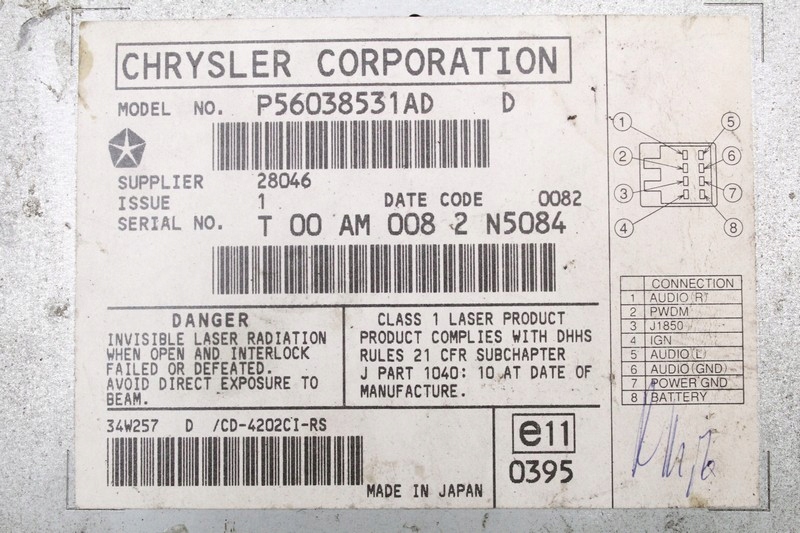 CHRYSLER CORPORATION
MODEL NO. P56038531AD D
SUPPLIER 28046
ISSUE 1 DATE CODE 0082
SERIAL NO. T 00 AM 008 2 N5084
DANGER
INVISIBLE LASER RADIATION
WHEN OPEN AND INTERLOCK
FAILED OR DEFEATED.
AVOID DIRECT EXPOSURE TO
BEAM.
CLASS 1 LASER PRODUCT
PRODUCT COMPLIES WITH DHHS
RULES 21 CFR SUBCHAPTER
J PART 1040: 10 AT DATE OF
MANUFACTURE.
34W257 D /CD-4202CI-RS
MADE IN JAPAN
e11
0395
1 5
2 6
3 7
4 8
CONNECTION
1 AUDIO(RT
2 PWDM
3 J1850
4 IGN
5 AUDIO(L)
6 AUDIO(GND)
7 POWER GND
8 BATTERY